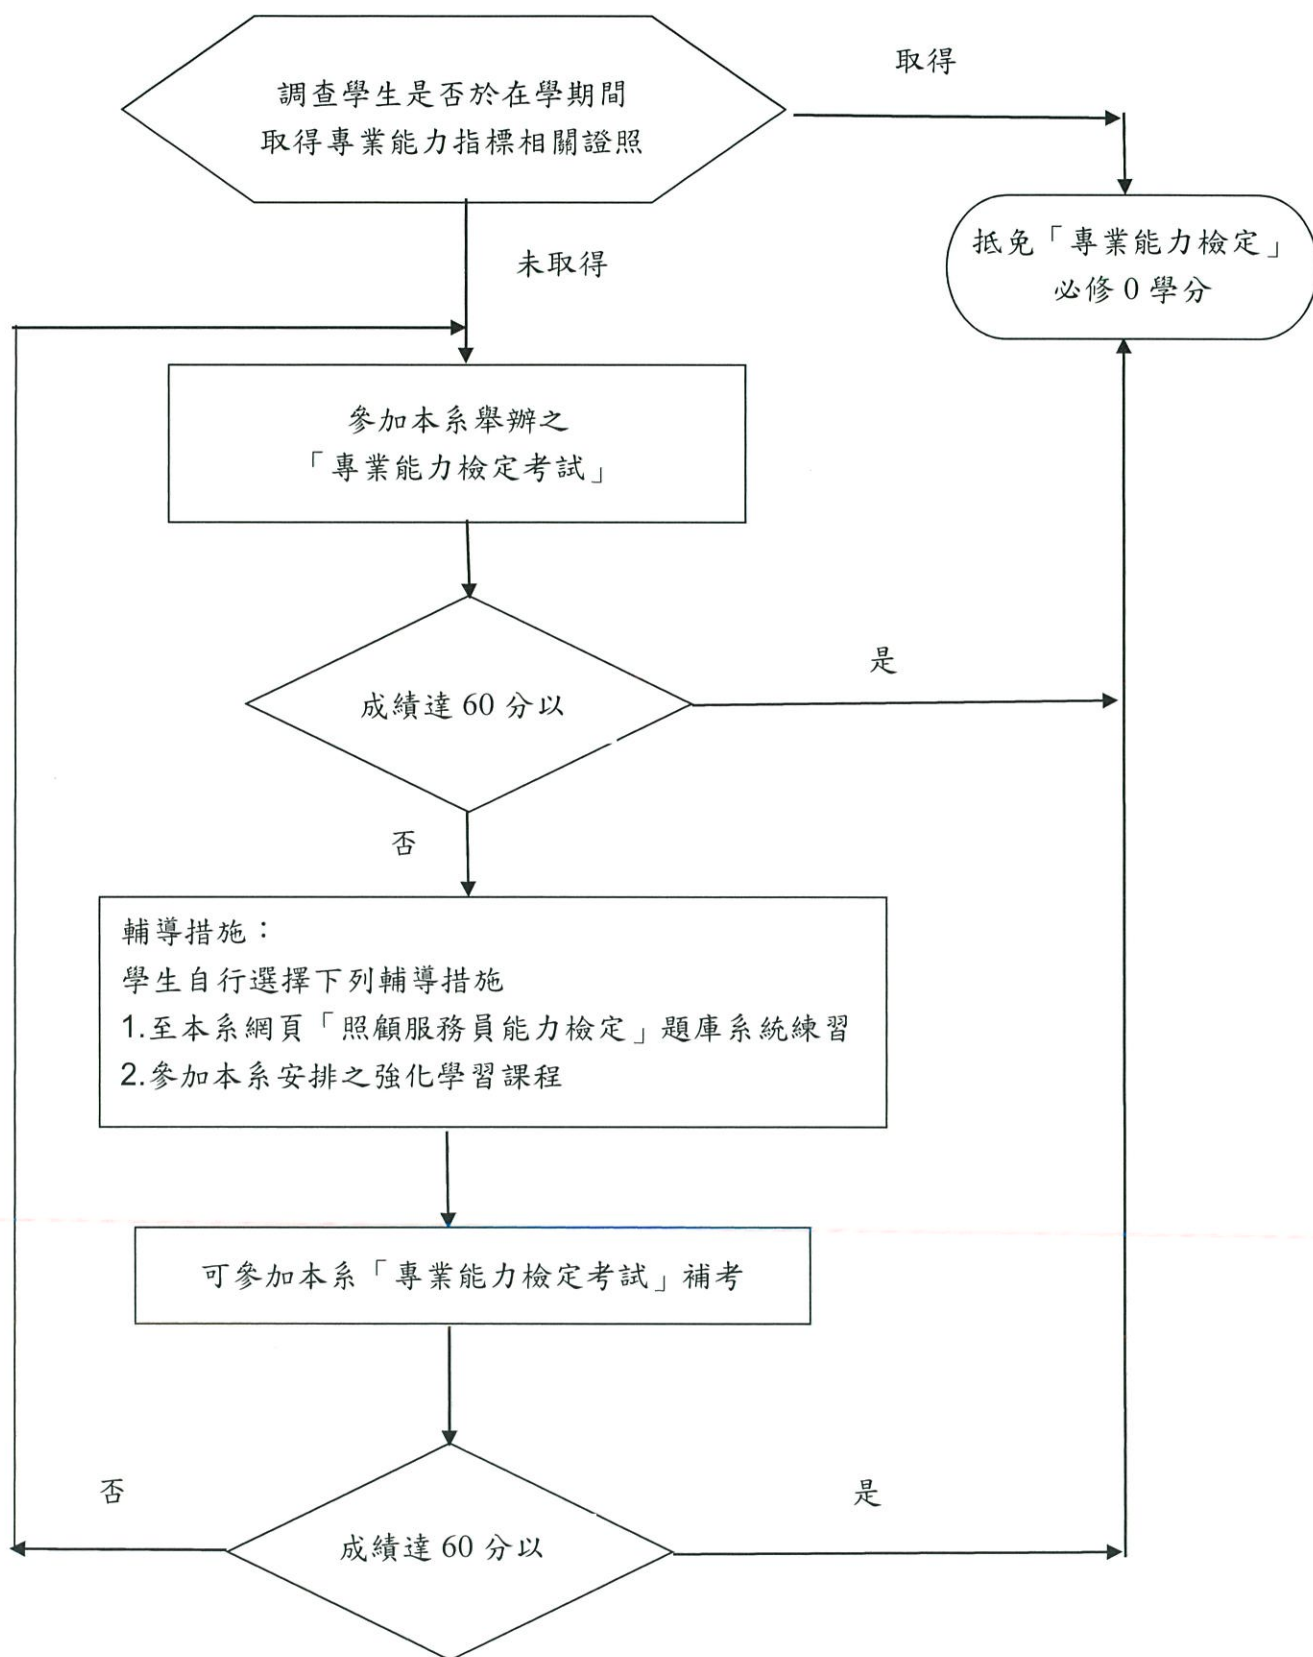 取得
調查學生是否於在學期間
取得專業能力指標相關證照
抵免「專業能力檢定」
必修 0 學分
未取得
參加本系舉辦之
「專業能力檢定考試」
是
成績達 60 分以
否
輔導措施：
學生自行選擇下列輔導措施
1.至本系網頁「照顧服務員能力檢定」題庫系統練習
2.參加本系安排之強化學習課程
可參加本系「專業能力檢定考試」補考
否
是
成績達 60 分以